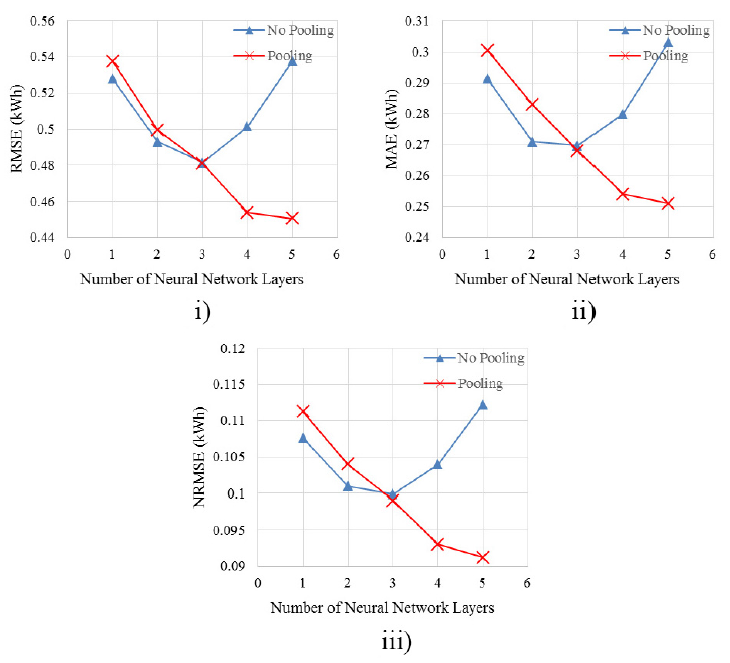 0.56
0.54
0.52
0.5
0.48
0.46
0.44
RMSE (kWh)
No Pooling
Pooling
0 1 2 3 4 5 6
Number of Neural Network Layers
i)
0.31
0.3
0.29
0.28
0.27
0.26
0.25
0.24
MAE (kWh)
No Pooling
Pooling
0 1 2 3 4 5 6
Number of Neural Network Layers
ii)
0.12
0.115
0.11
0.105
0.1
0.095
0.09
NRMSE (kWh)
No Pooling
Pooling
0 1 2 3 4 5 6
Number of Neural Network Layers
iii)